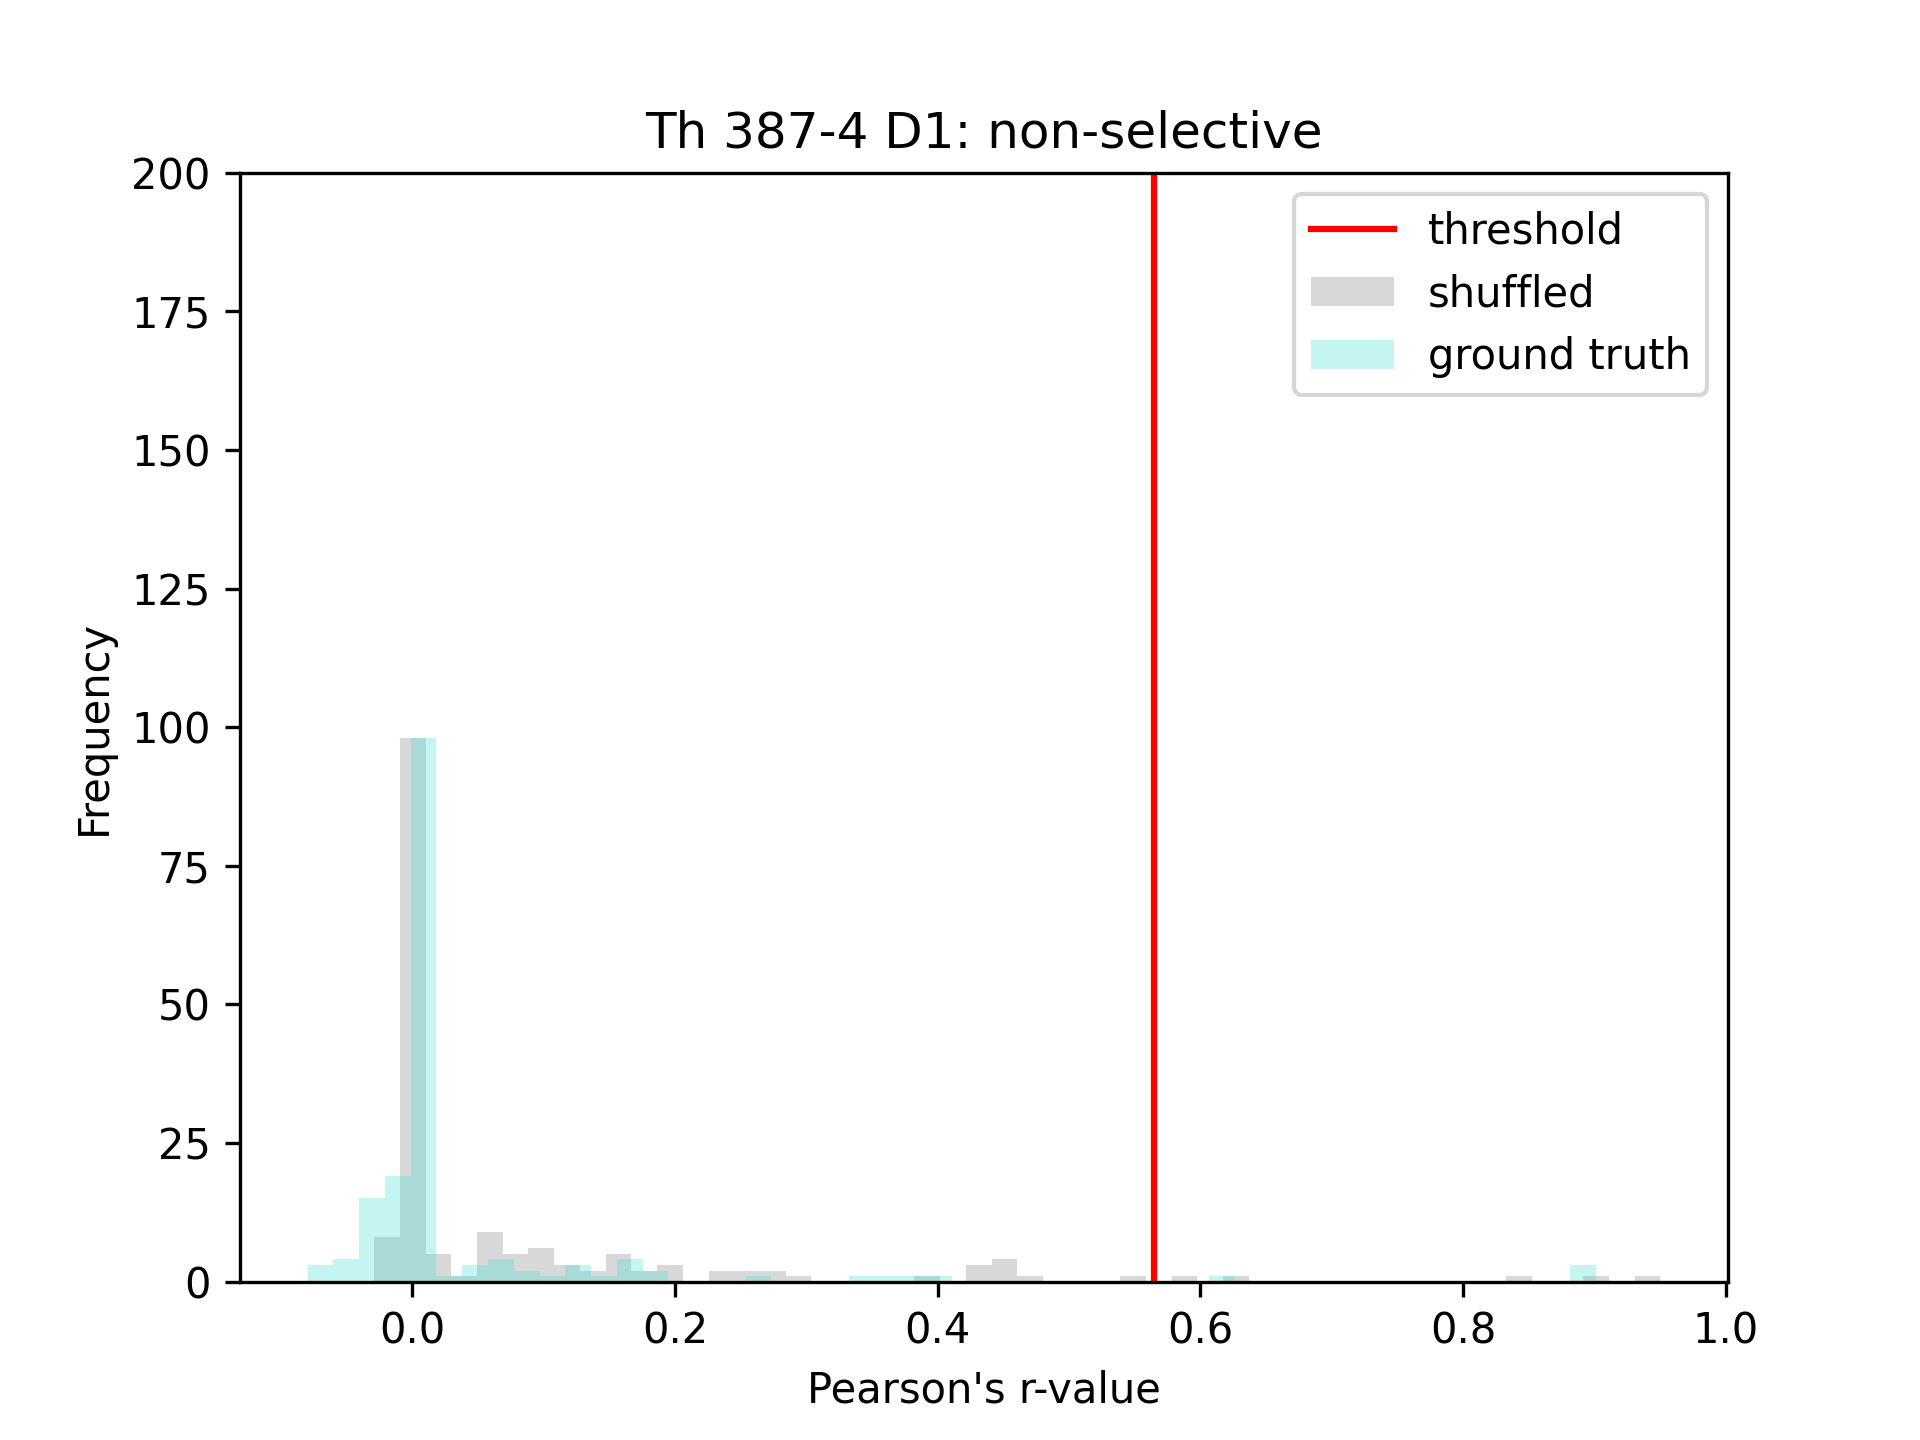 Th 387-4 D1: non-selective
200
175
150
125
100
75
50
25
0
Frequency
threshold
shuffled
ground truth
0.0 0.2 0.4 0.6 0.8 1.0
Pearson's r-value